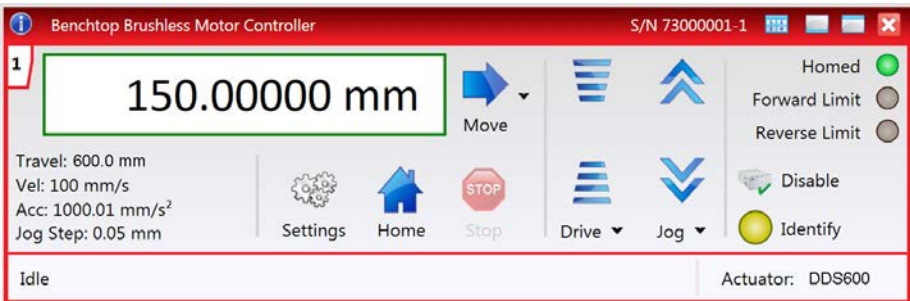 Benchtop Brushless Motor Controller S/N 73000001-1
1
150.00000 mm
Move
Homed
Forward Limit
Reverse Limit
Travel: 600.0 mm
Vel: 100 mm/s
Acc: 1000.01 mm/s²
Jog Step: 0.05 mm
Settings
Home
STOP
Stop
Drive
Jog
Disable
Identify
Idle
Actuator: DDS600